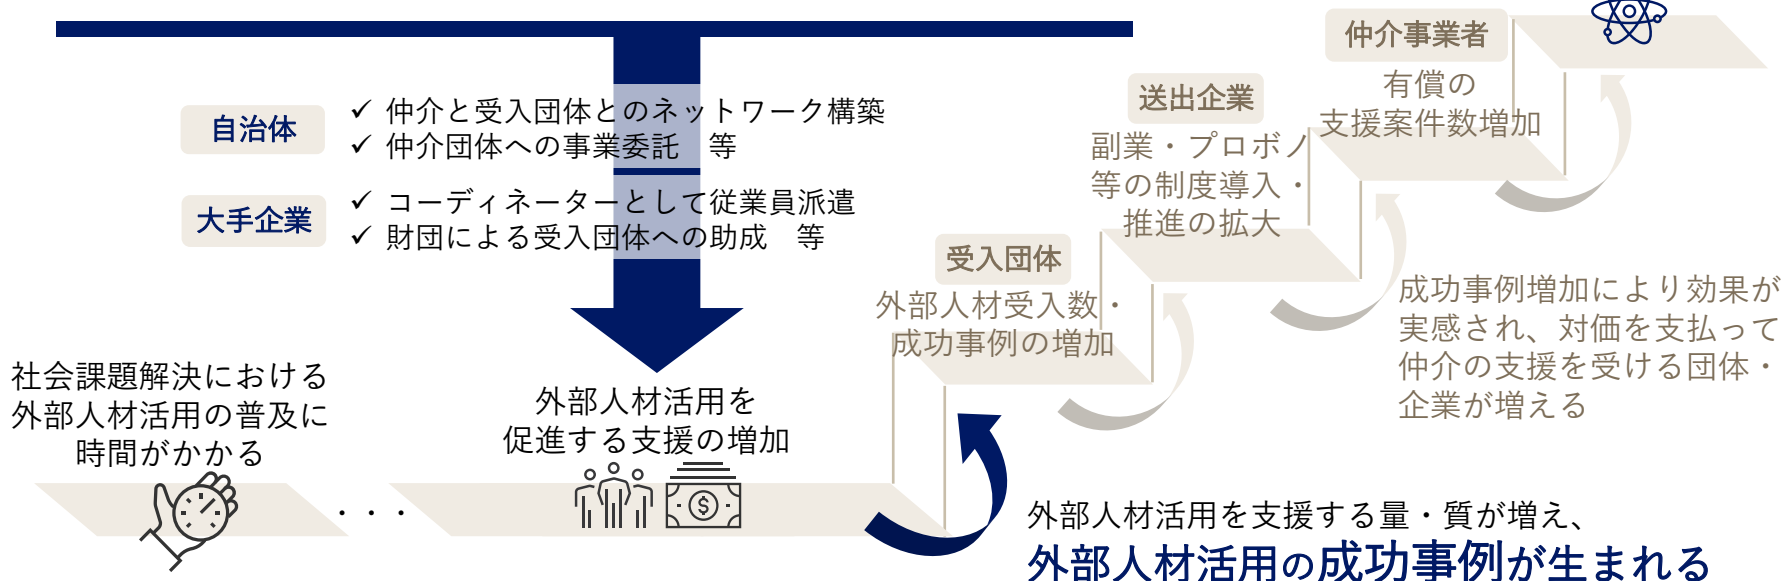 自治体
✓ 仲介と受入団体とのネットワーク構築
✓ 仲介団体への事業委託　等
大手企業
✓ コーディネーターとして従業員派遣
✓ 財団による受入団体への助成　等
社会課題解決における
外部人材活用の普及に
時間がかかる
・・・
外部人材活用を
促進する支援の増加
$
受入団体
外部人材受入数・
成功事例の増加
送出企業
副業・プロボノ
等の制度導入・
推進の拡大
仲介事業者
有償の
支援案件数増加
成功事例増加により効果が
実感され、対価を支払って
仲介の支援を受ける団体・
企業が増える
外部人材活用を支援する量・質が増え、
外部人材活用の成功事例が生まれる